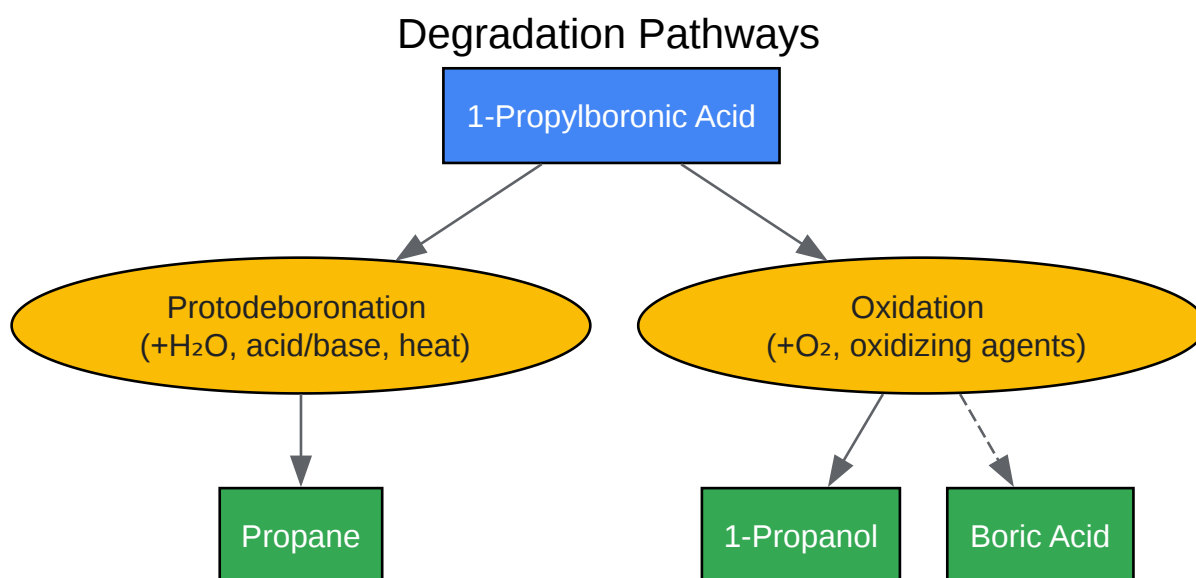 Degradation Pathways
1-Propylboronic Acid
Protodeboronation
(+H₂O, acid/base, heat)
Oxidation
(+O₂, oxidizing agents)
Propane
1-Propanol
Boric Acid